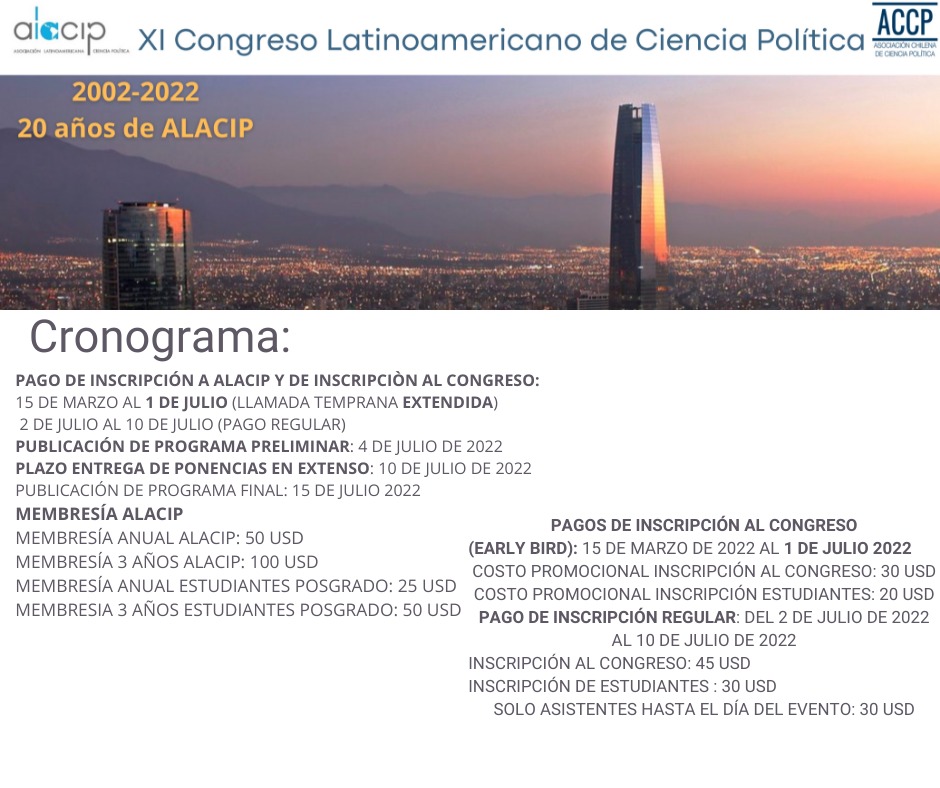 alacip
ASOCIACIÓN LATINOAMERICANA DE CIENCIA POLÍTICA
XI Congreso Latinoamericano de Ciencia Política
ACCP
ASOCIACIÓN CHILENA
DE CIENCIA POLÍTICA
2002-2022
20 años de ALACIP
Cronograma:
PAGO DE INSCRIPCIÓN A ALACIP Y DE INSCRIPCIÒN AL CONGRESO:
15 DE MARZO AL 1 DE JULIO (LLAMADA TEMPRANA EXTENDIDA)
2 DE JULIO AL 10 DE JULIO (PAGO REGULAR)
PUBLICACIÓN DE PROGRAMA PRELIMINAR: 4 DE JULIO DE 2022
PLAZO ENTREGA DE PONENCIAS EN EXTENSO: 10 DE JULIO DE 2022
PUBLICACIÓN DE PROGRAMA FINAL: 15 DE JULIO 2022
MEMBRESÍA ALACIP
MEMBRESÍA ANUAL ALACIP: 50 USD
MEMBRESÍA 3 AÑOS ALACIP: 100 USD
MEMBRESÍA ANUAL ESTUDIANTES POSGRADO: 25 USD
MEMBRESIA 3 AÑOS ESTUDIANTES POSGRADO: 50 USD
PAGOS DE INSCRIPCIÓN AL CONGRESO
(EARLY BIRD): 15 DE MARZO DE 2022 AL 1 DE JULIO 2022
COSTO PROMOCIONAL INSCRIPCIÓN AL CONGRESO: 30 USD
COSTO PROMOCIONAL INSCRIPCIÓN ESTUDIANTES: 20 USD
PAGO DE INSCRIPCIÓN REGULAR: DEL 2 DE JULIO DE 2022
AL 10 DE JULIO DE 2022
INSCRIPCIÓN AL CONGRESO: 45 USD
INSCRIPCIÓN DE ESTUDIANTES : 30 USD
SOLO ASISTENTES HASTA EL DÍA DEL EVENTO: 30 USD